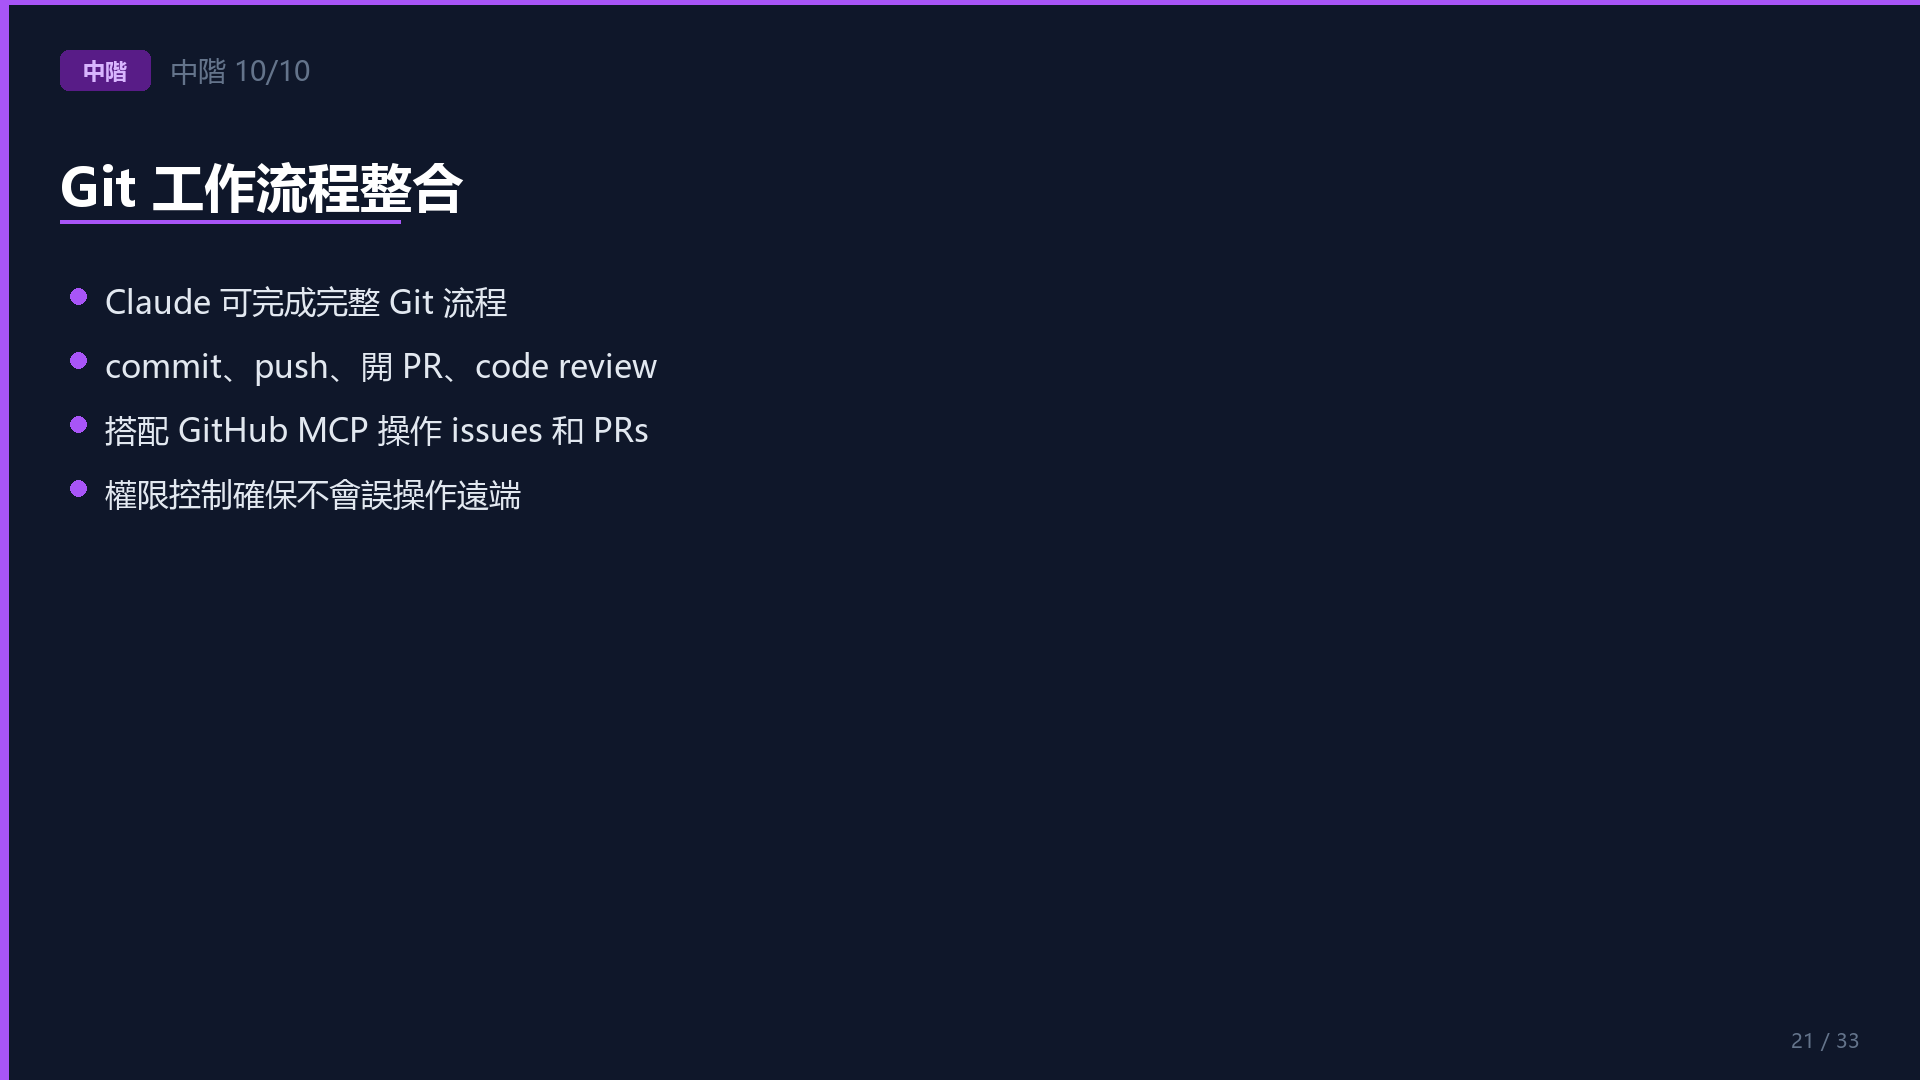 中階
中階 10/10
Git 工作流程整合
Claude 可完成完整 Git 流程
commit、push、開 PR、code review
搭配 GitHub MCP 操作 issues 和 PRs
權限控制確保不會誤操作遠端
21 / 33